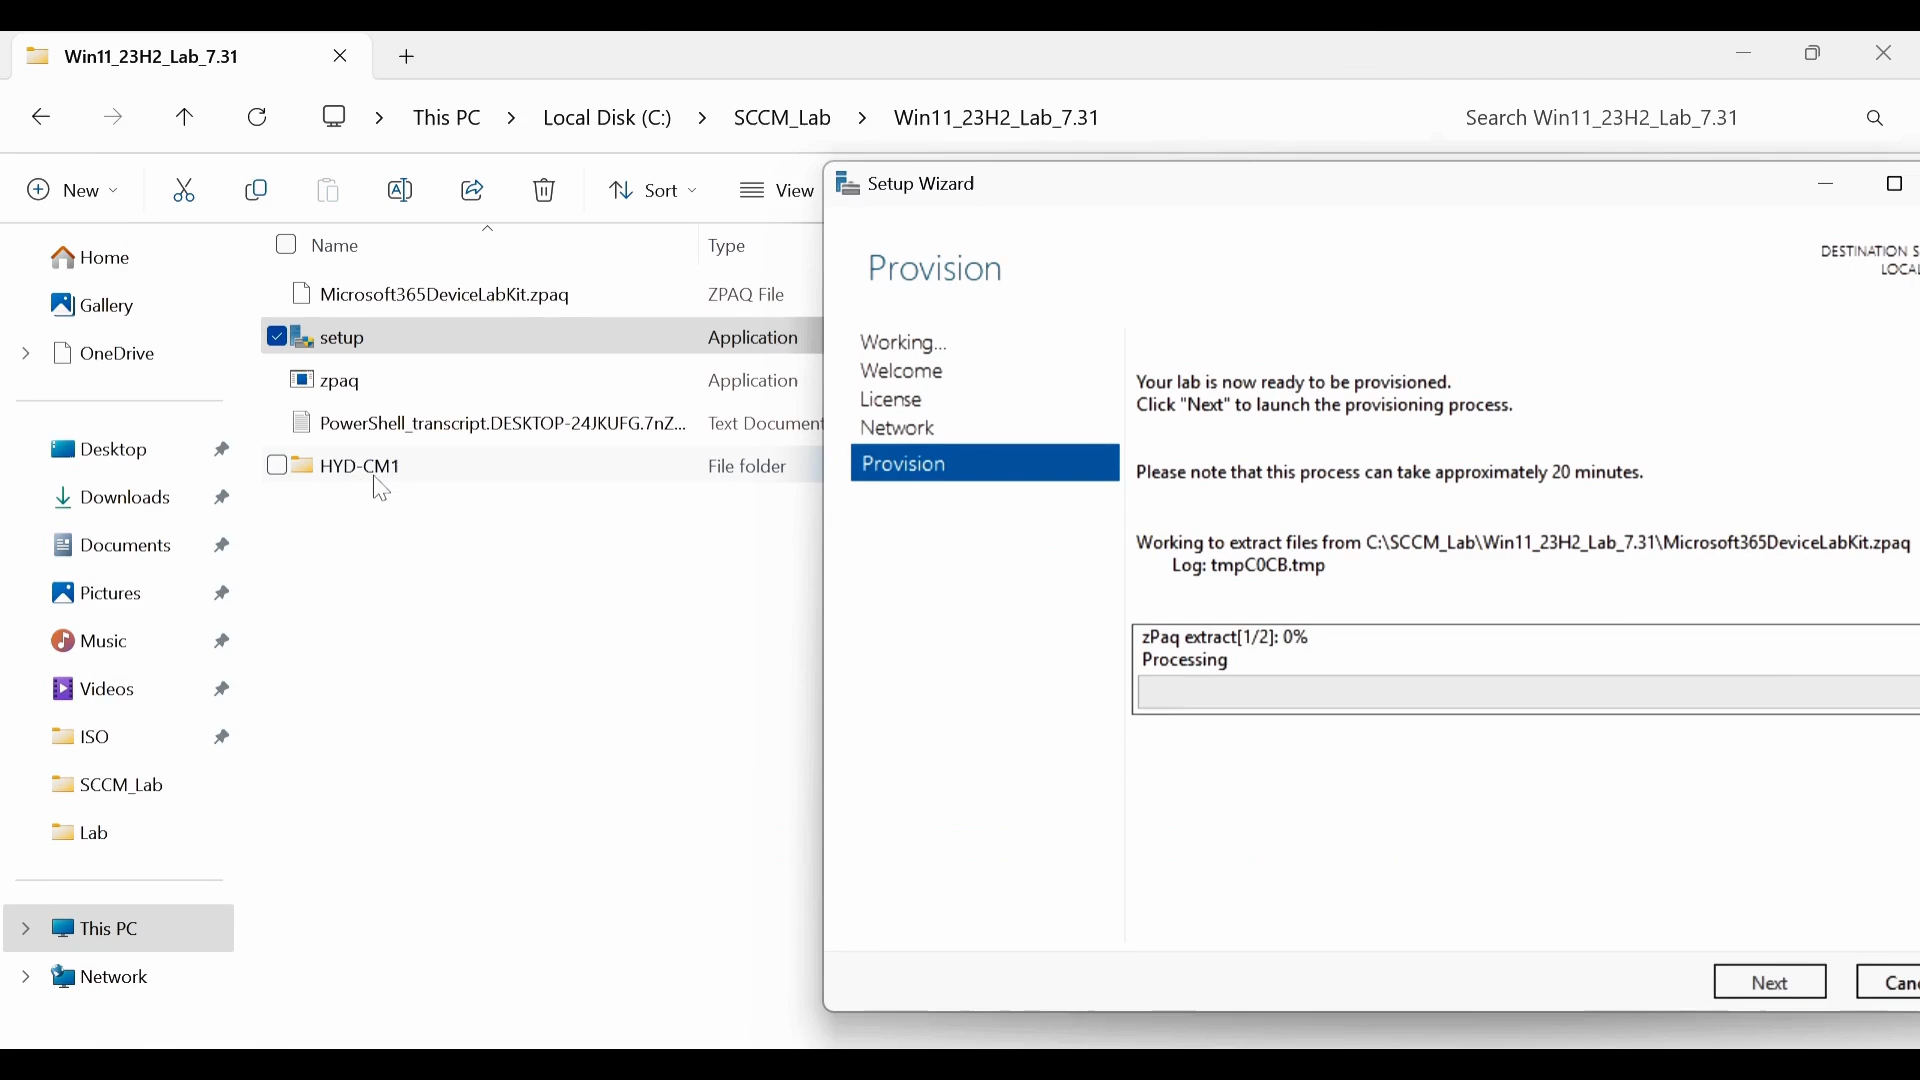 Win11_23H2_Lab_7.31
This PC > Local Disk (C:) > SCCM_Lab > Win11_23H2_Lab_7.31
Search Win11_23H2_Lab_7.31
New
Sort
View
Home
Gallery
OneDrive
Desktop
Downloads
Documents
Pictures
Music
Videos
ISO
SCCM_Lab
Lab
This PC
Network
Name Type
Microsoft365DeviceLabKit.zpaq ZPAQ File
setup Application
zpaq Application
PowerShell_transcript.DESKTOP-24JKUFG.7nZ... Text Document
HYD-CM1 File folder
Setup Wizard
Provision
DESTINATION S
LOCAL
Working...
Welcome
License
Network
Provision
Your lab is now ready to be provisioned.
Click "Next" to launch the provisioning process.
Please note that this process can take approximately 20 minutes.
Working to extract files from C:\SCCM_Lab\Win11_23H2_Lab_7.31\Microsoft365DeviceLabKit.zpaq
Log: tmpC0CB.tmp
zPaq extract[1/2]: 0%
Processing
Next
Canc